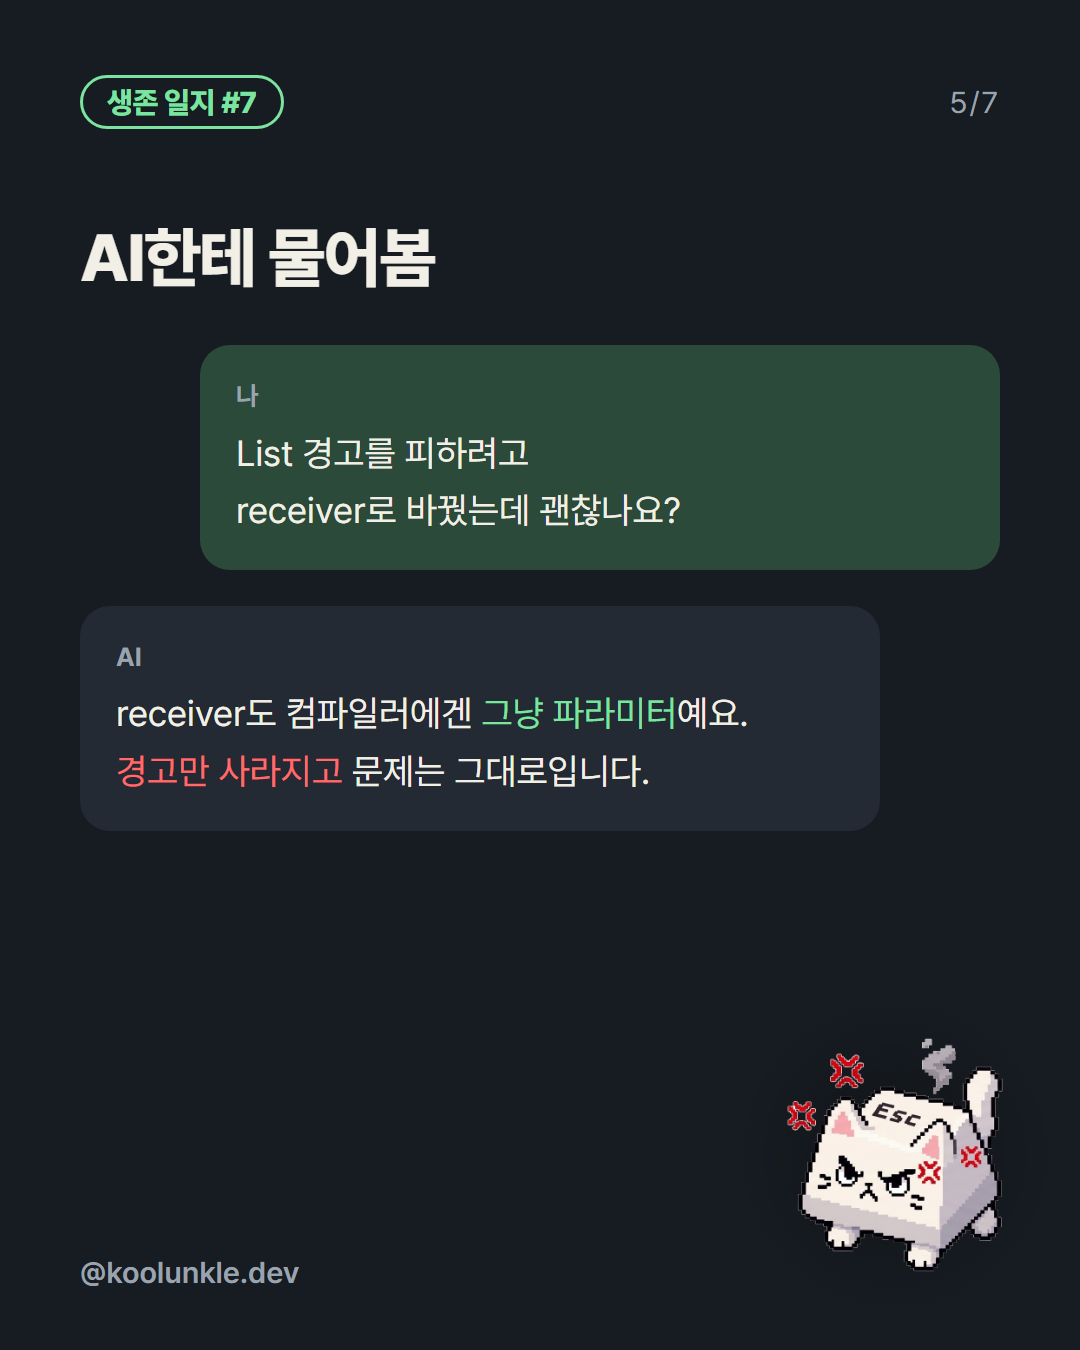 생존 일지 #7
5/7
AI한테 물어봄
나
List 경고를 피하려고
receiver로 바꿨는데 괜찮나요?
AI
receiver도 컴파일러에겐 그냥 파라미터예요.
경고만 사라지고 문제는 그대로입니다.
Esc
@koolunkle.dev